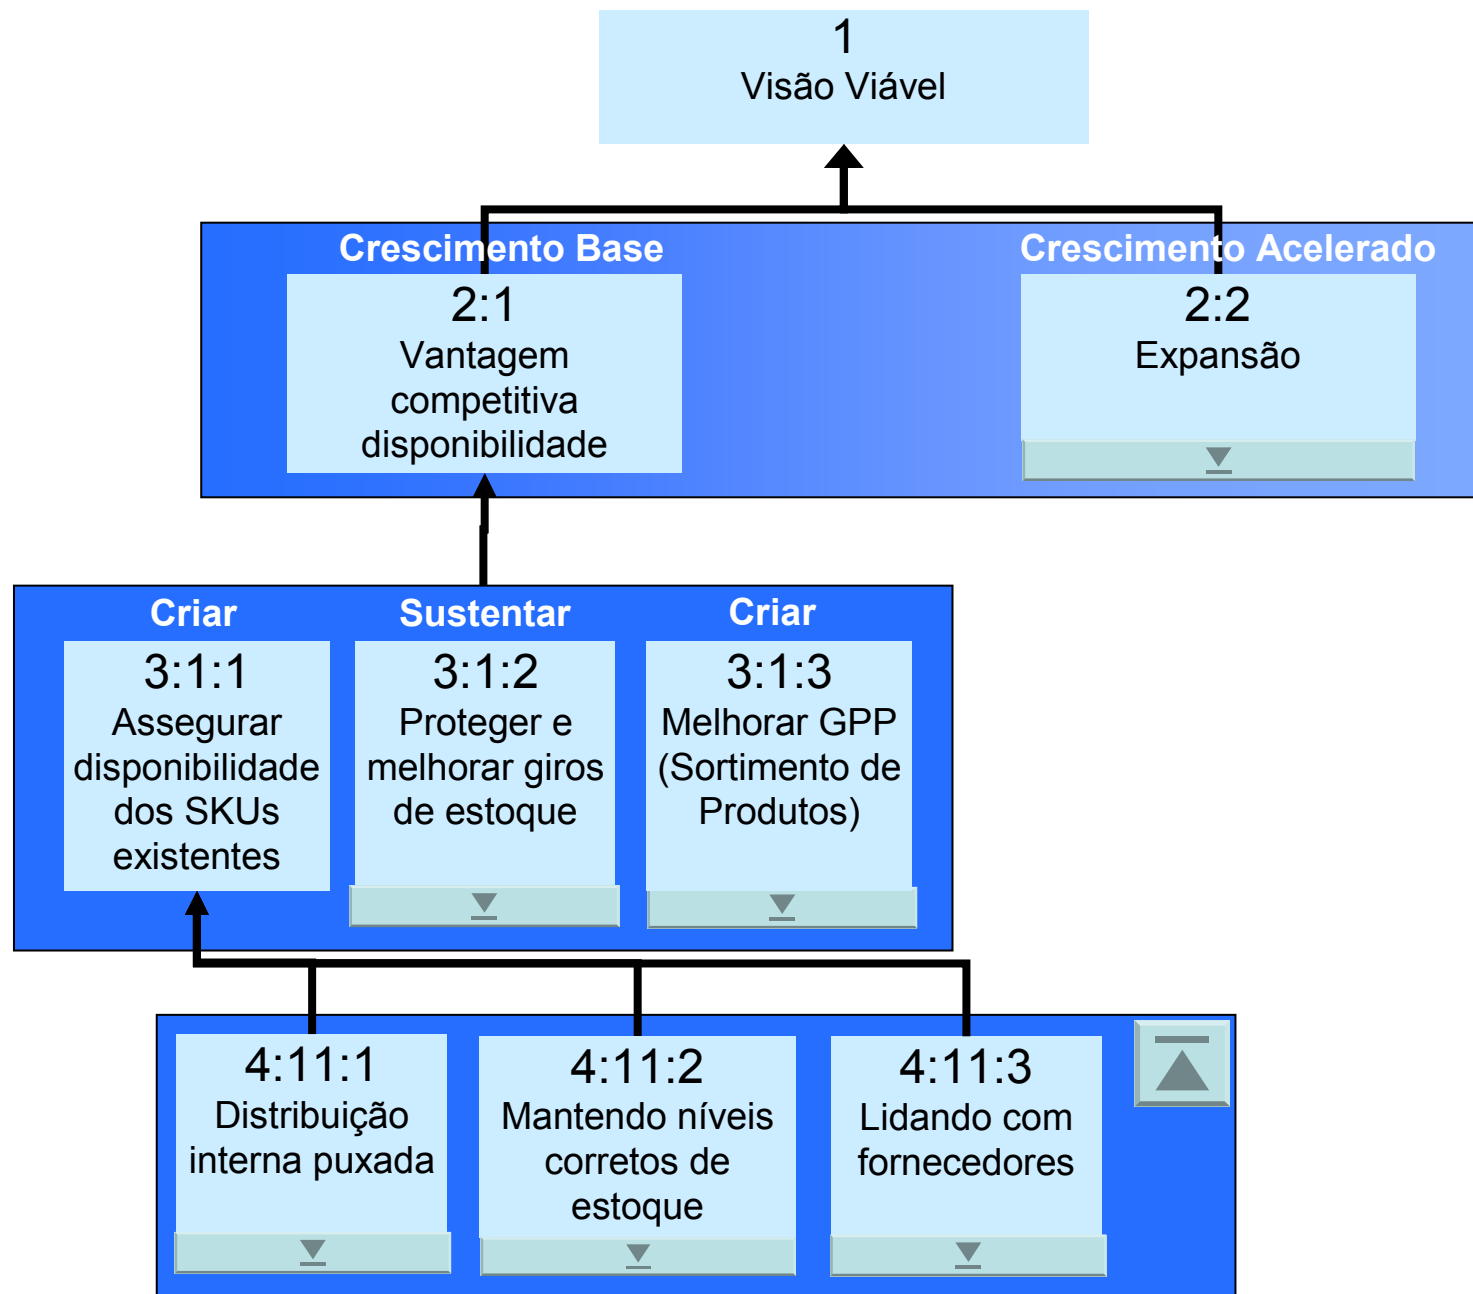 1
Visão Viável
Crescimento Base
Crescimento Acelerado
2:1
Vantagem
competitiva
disponibilidade
2:2
Expansão
Criar
Sustentar
Criar
3:1:1
Assegurar
disponibilidade
dos SKUs
existentes
3:1:2
Proteger e
melhorar giros
de estoque
3:1:3
Melhorar GPP
(Sortimento de
Produtos)
4:11:1
Distribuição
interna puxada
4:11:2
Mantendo níveis
corretos de
estoque
4:11:3
Lidando com
fornecedores